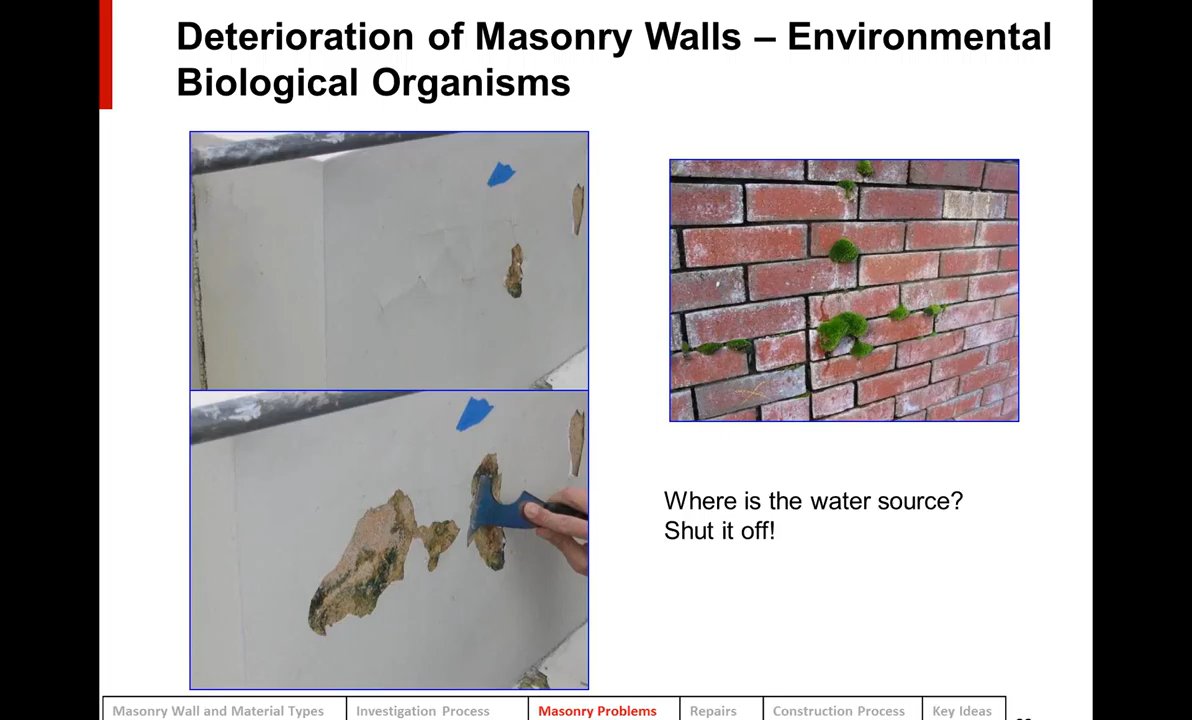 Deterioration of Masonry Walls – Environmental
Biological Organisms
Where is the water source?
Shut it off!
Masonry Wall and Material Types
Investigation Process
Masonry Problems
Repairs
Construction Process
Key Ideas